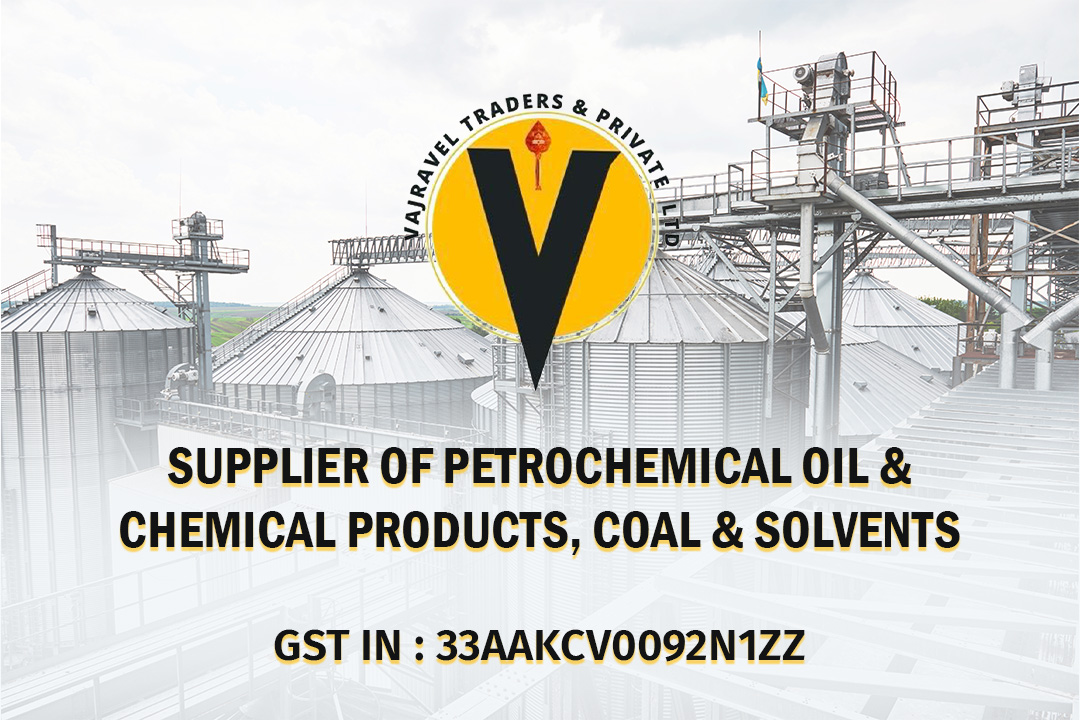 VAJRAVEL TRADERS & PRIVATE LTD
V
SUPPLIER OF PETROCHEMICAL OIL &
CHEMICAL PRODUCTS, COAL & SOLVENTS
GST IN : 33AAKCV0092N1ZZ